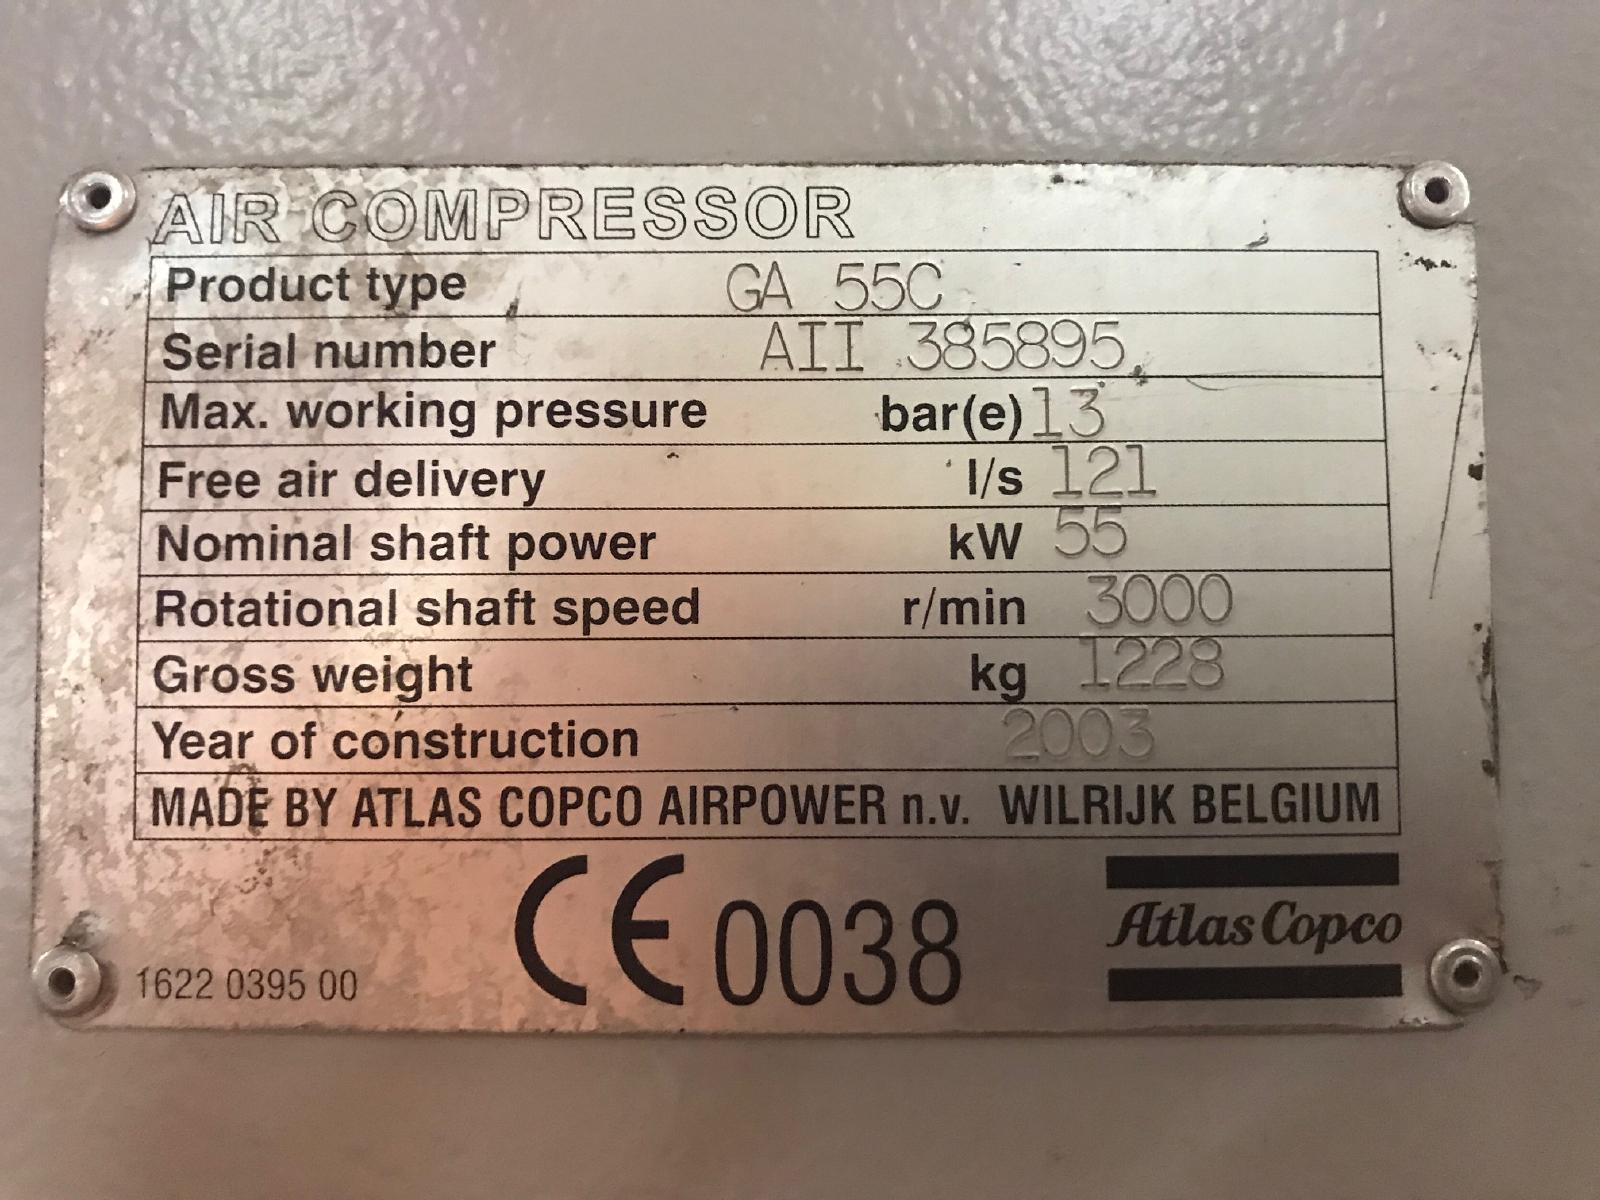 AIR COMPRESSOR
Product type GA 55C
Serial number AII 385895
Max. working pressure bar(e) 13
Free air delivery l/s 121
Nominal shaft power kW 55
Rotational shaft speed r/min 3000
Gross weight kg 1228
Year of construction 2003
MADE BY ATLAS COPCO AIRPOWER n.v. WILRIJK BELGIUM
1622 0395 00 CE 0038 Atlas Copco